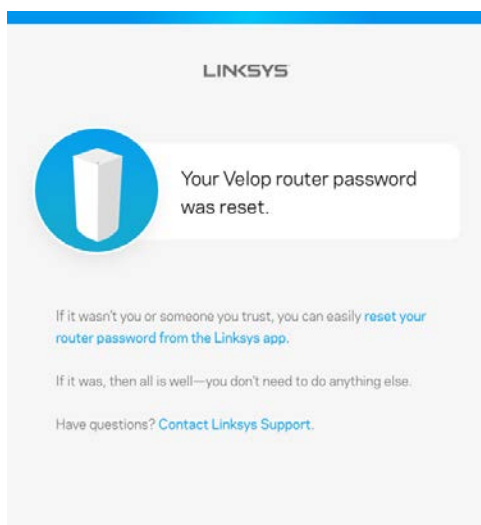 LINKSYS
Your Velop router password
was reset.
If it wasn't you or someone you trust, you can easily reset your
router password from the Linksys app.
If it was, then all is well—you don't need to do anything else.
Have questions? Contact Linksys Support.